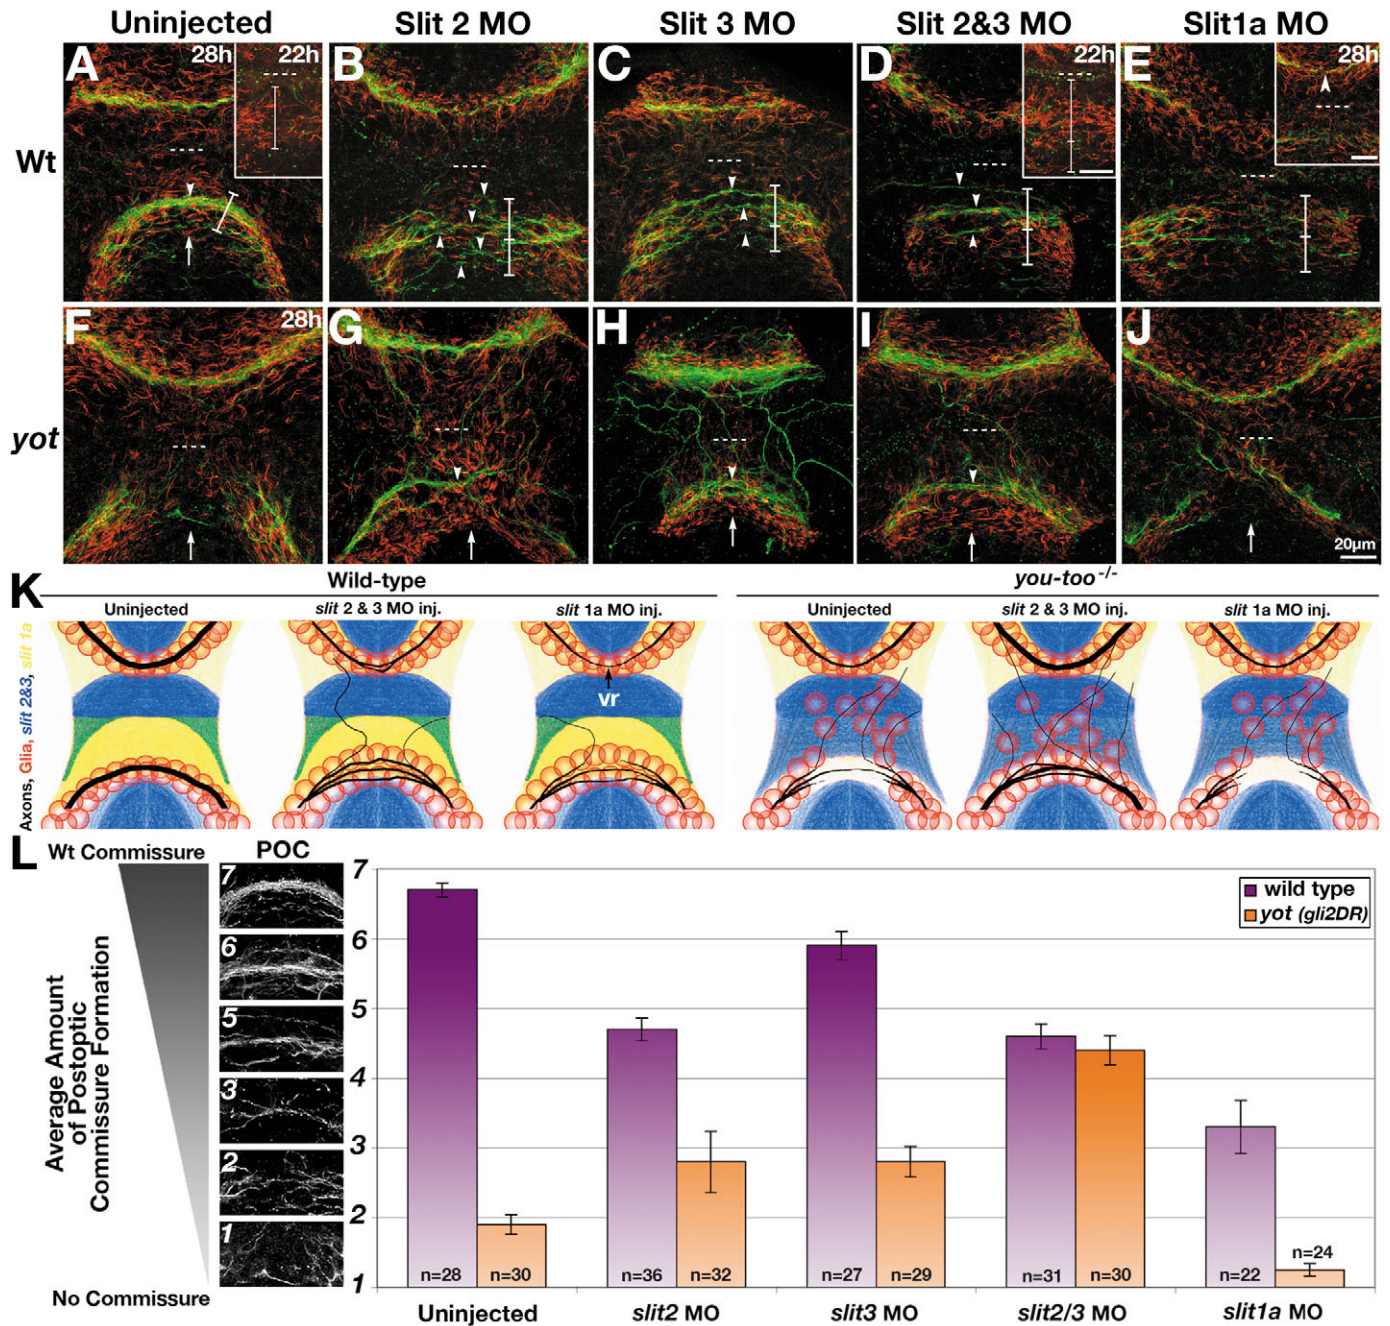 Uninjected Slit 2 MO Slit 3 MO Slit 2&3 MO Slit1a MO
Wt
A 28h 22h
B
C
D 22h
E 28h
yot
F 28h
G
H
I
J 20µm
K
Wild-type you-too-/-
Uninjected slit 2 & 3 MO inj. slit 1a MO inj. Uninjected slit 2 & 3 MO inj. slit 1a MO inj.
Axons, Glia, slit 2&3, slit 1a
vr
L
Wt Commissure POC
Average Amount
of Postoptic
Commissure Formation
No Commissure
7
6
5
3
2
1
7
6
5
4
3
2
1
wild type
yot (gli2DR)
n=28 n=30 n=36 n=32 n=27 n=29 n=31 n=30 n=22 n=24
Uninjected slit2 MO slit3 MO slit2/3 MO slit1a MO